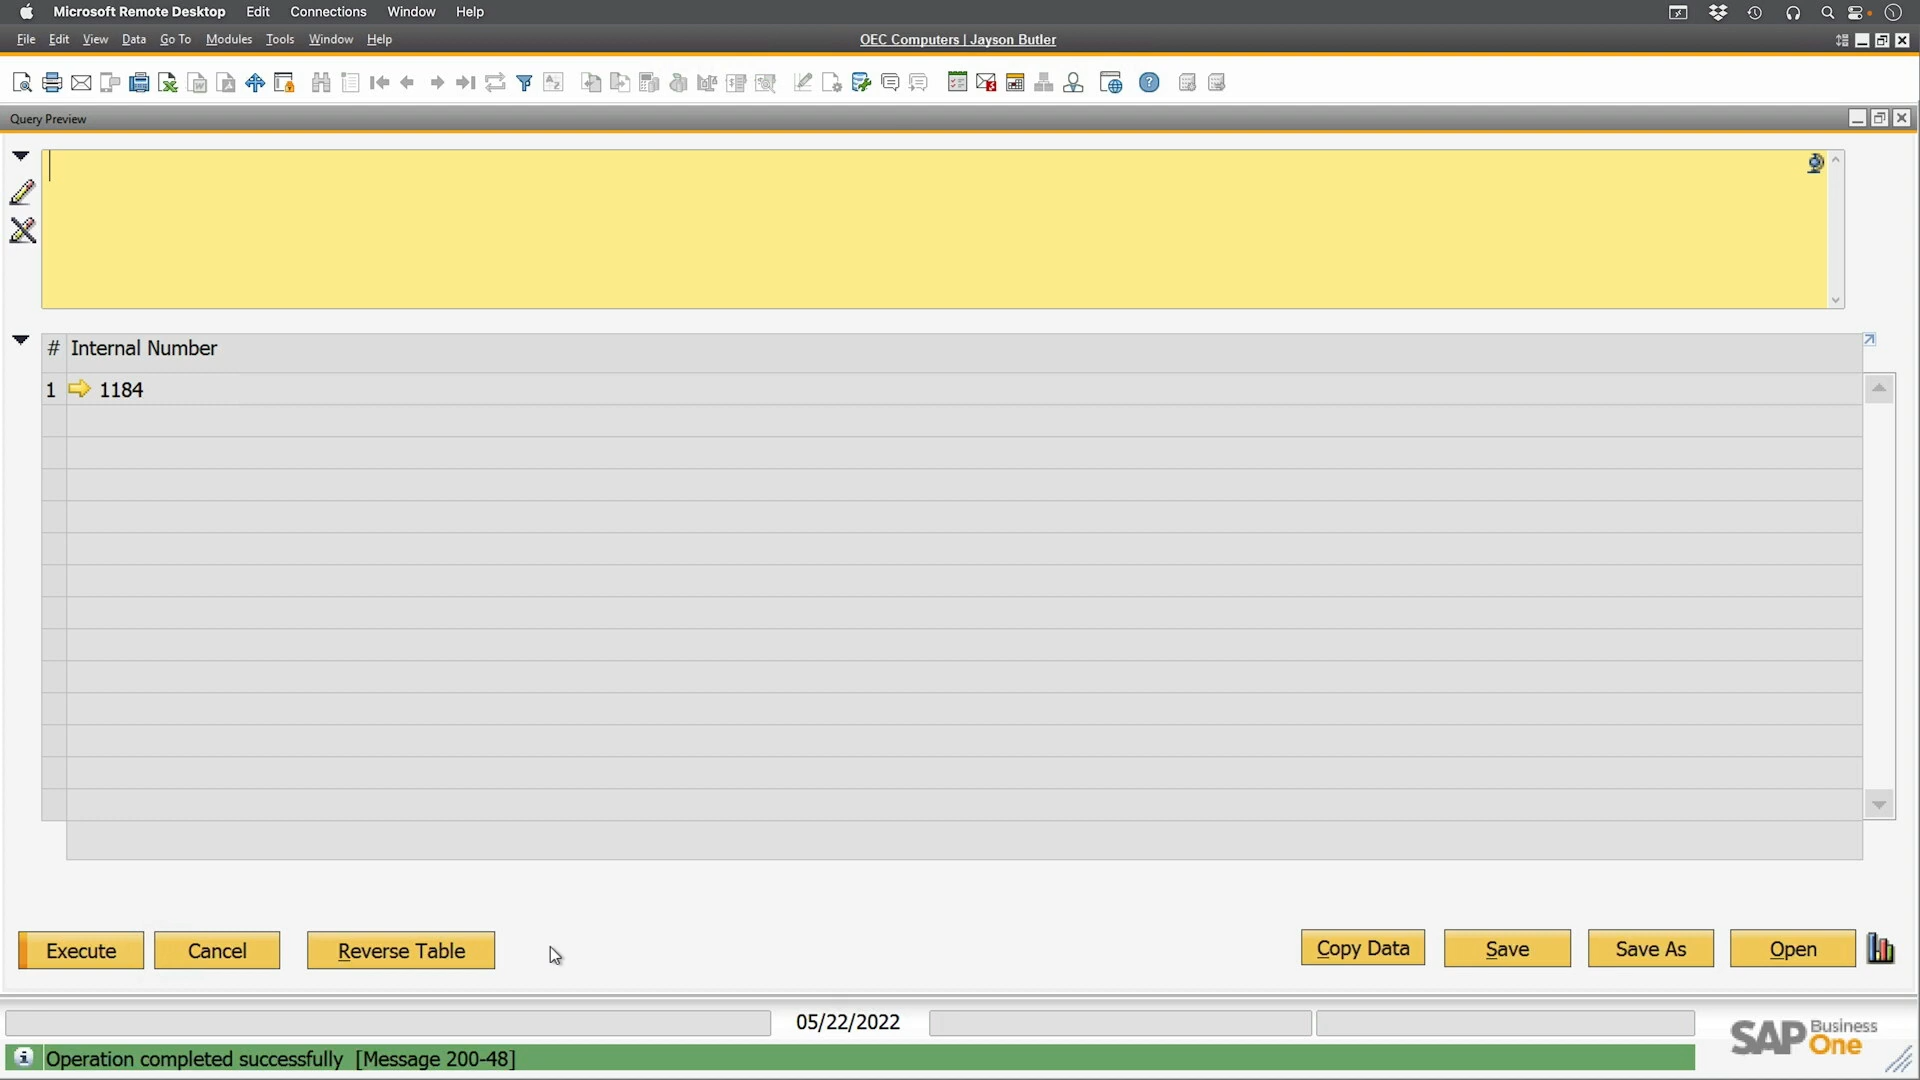 Microsoft Remote Desktop Edit Connections Window Help
File Edit View Data Go To Modules Tools Window Help
OEC Computers | Jayson Butler
Query Preview
# Internal Number
1 1184
Execute Cancel Reverse Table Copy Data Save Save As Open
05/22/2022
SAP Business One
Operation completed successfully [Message 200-48]